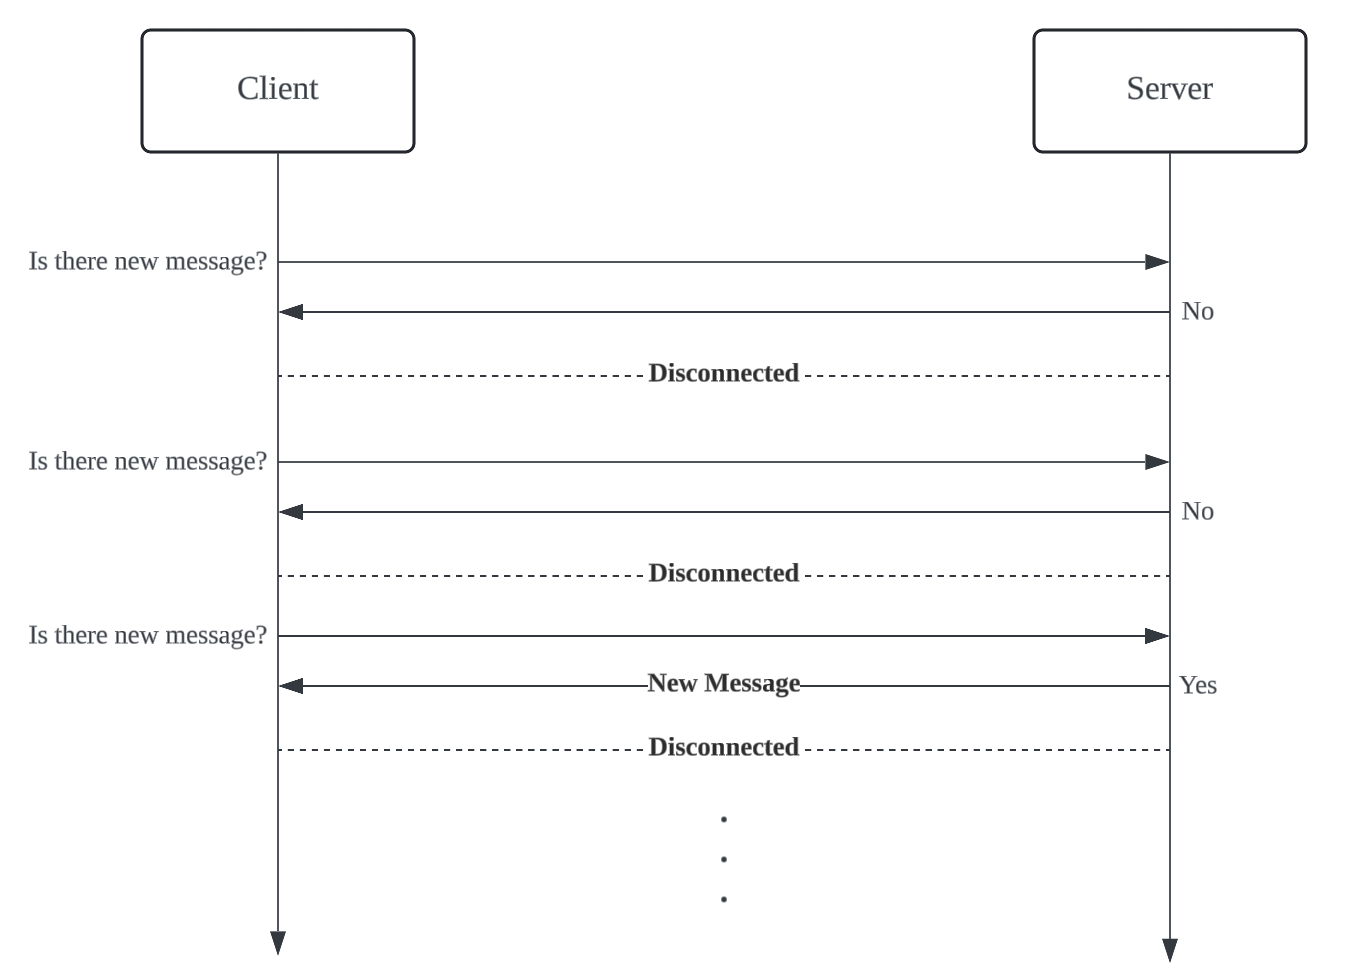 Client
Server
Is there new message?
No
Disconnected
Is there new message?
No
Disconnected
Is there new message?
New Message
Yes
Disconnected